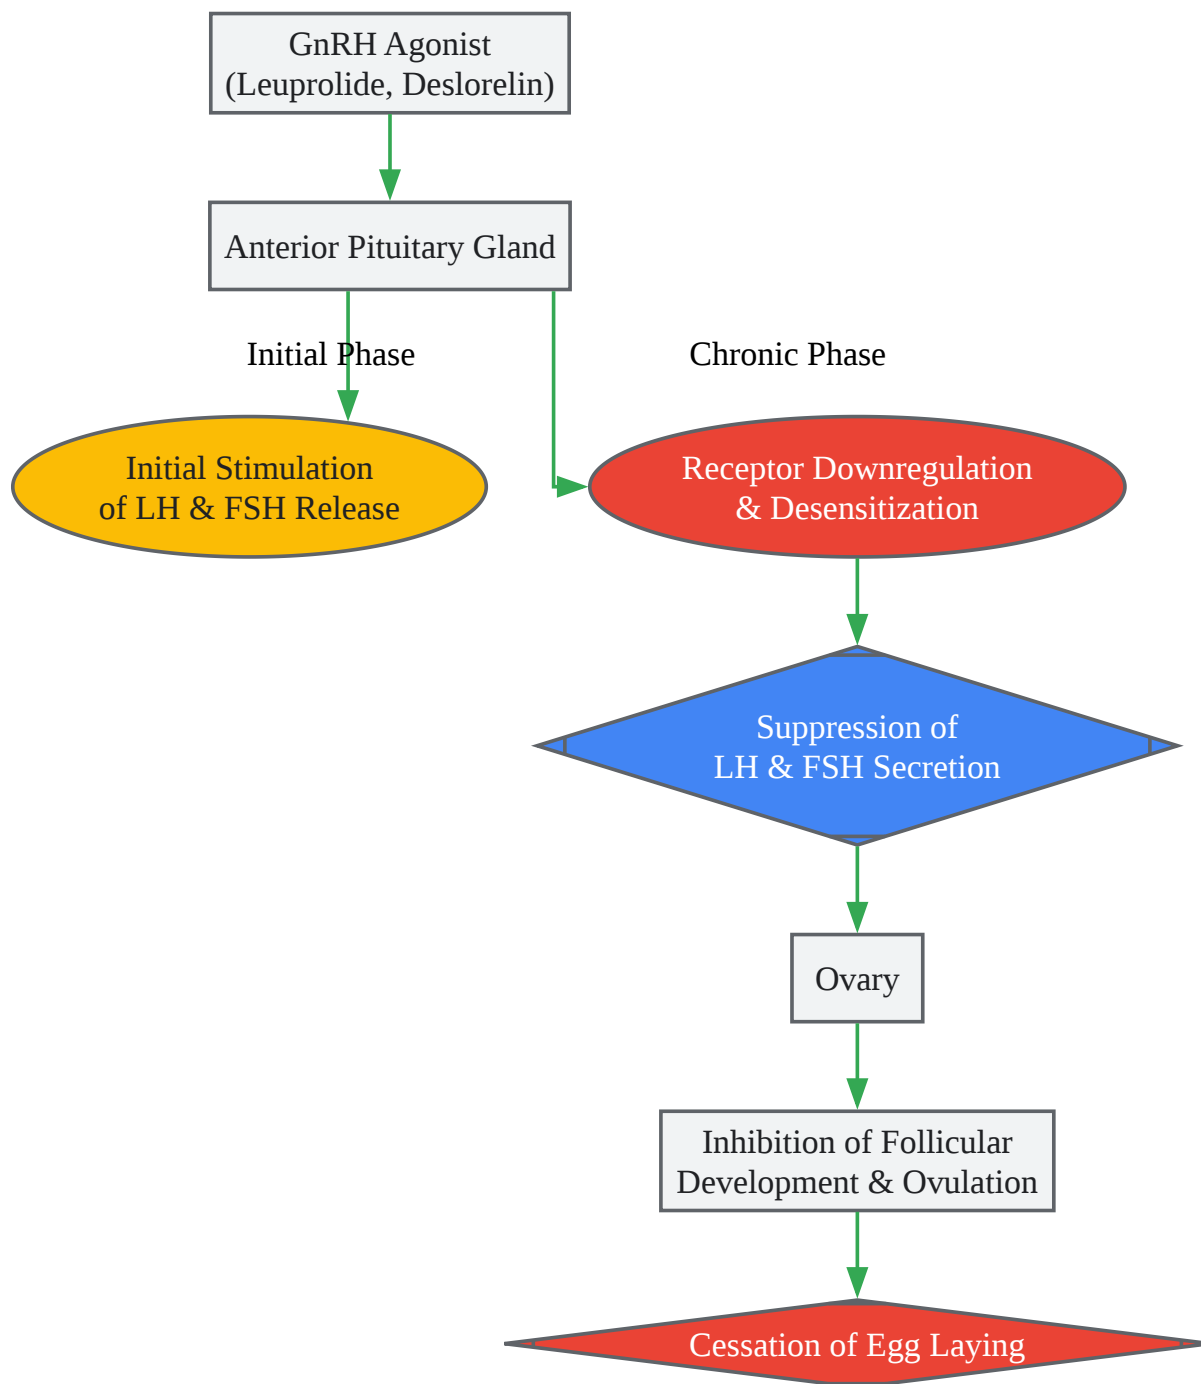 GnRH Agonist
(Leuprolide, Deslorelin)
Anterior Pituitary Gland
Initial Phase
Chronic Phase
Initial Stimulation
of LH & FSH Release
Receptor Downregulation
& Desensitization
Suppression of
LH & FSH Secretion
Ovary
Inhibition of Follicular
Development & Ovulation
Cessation of Egg Laying